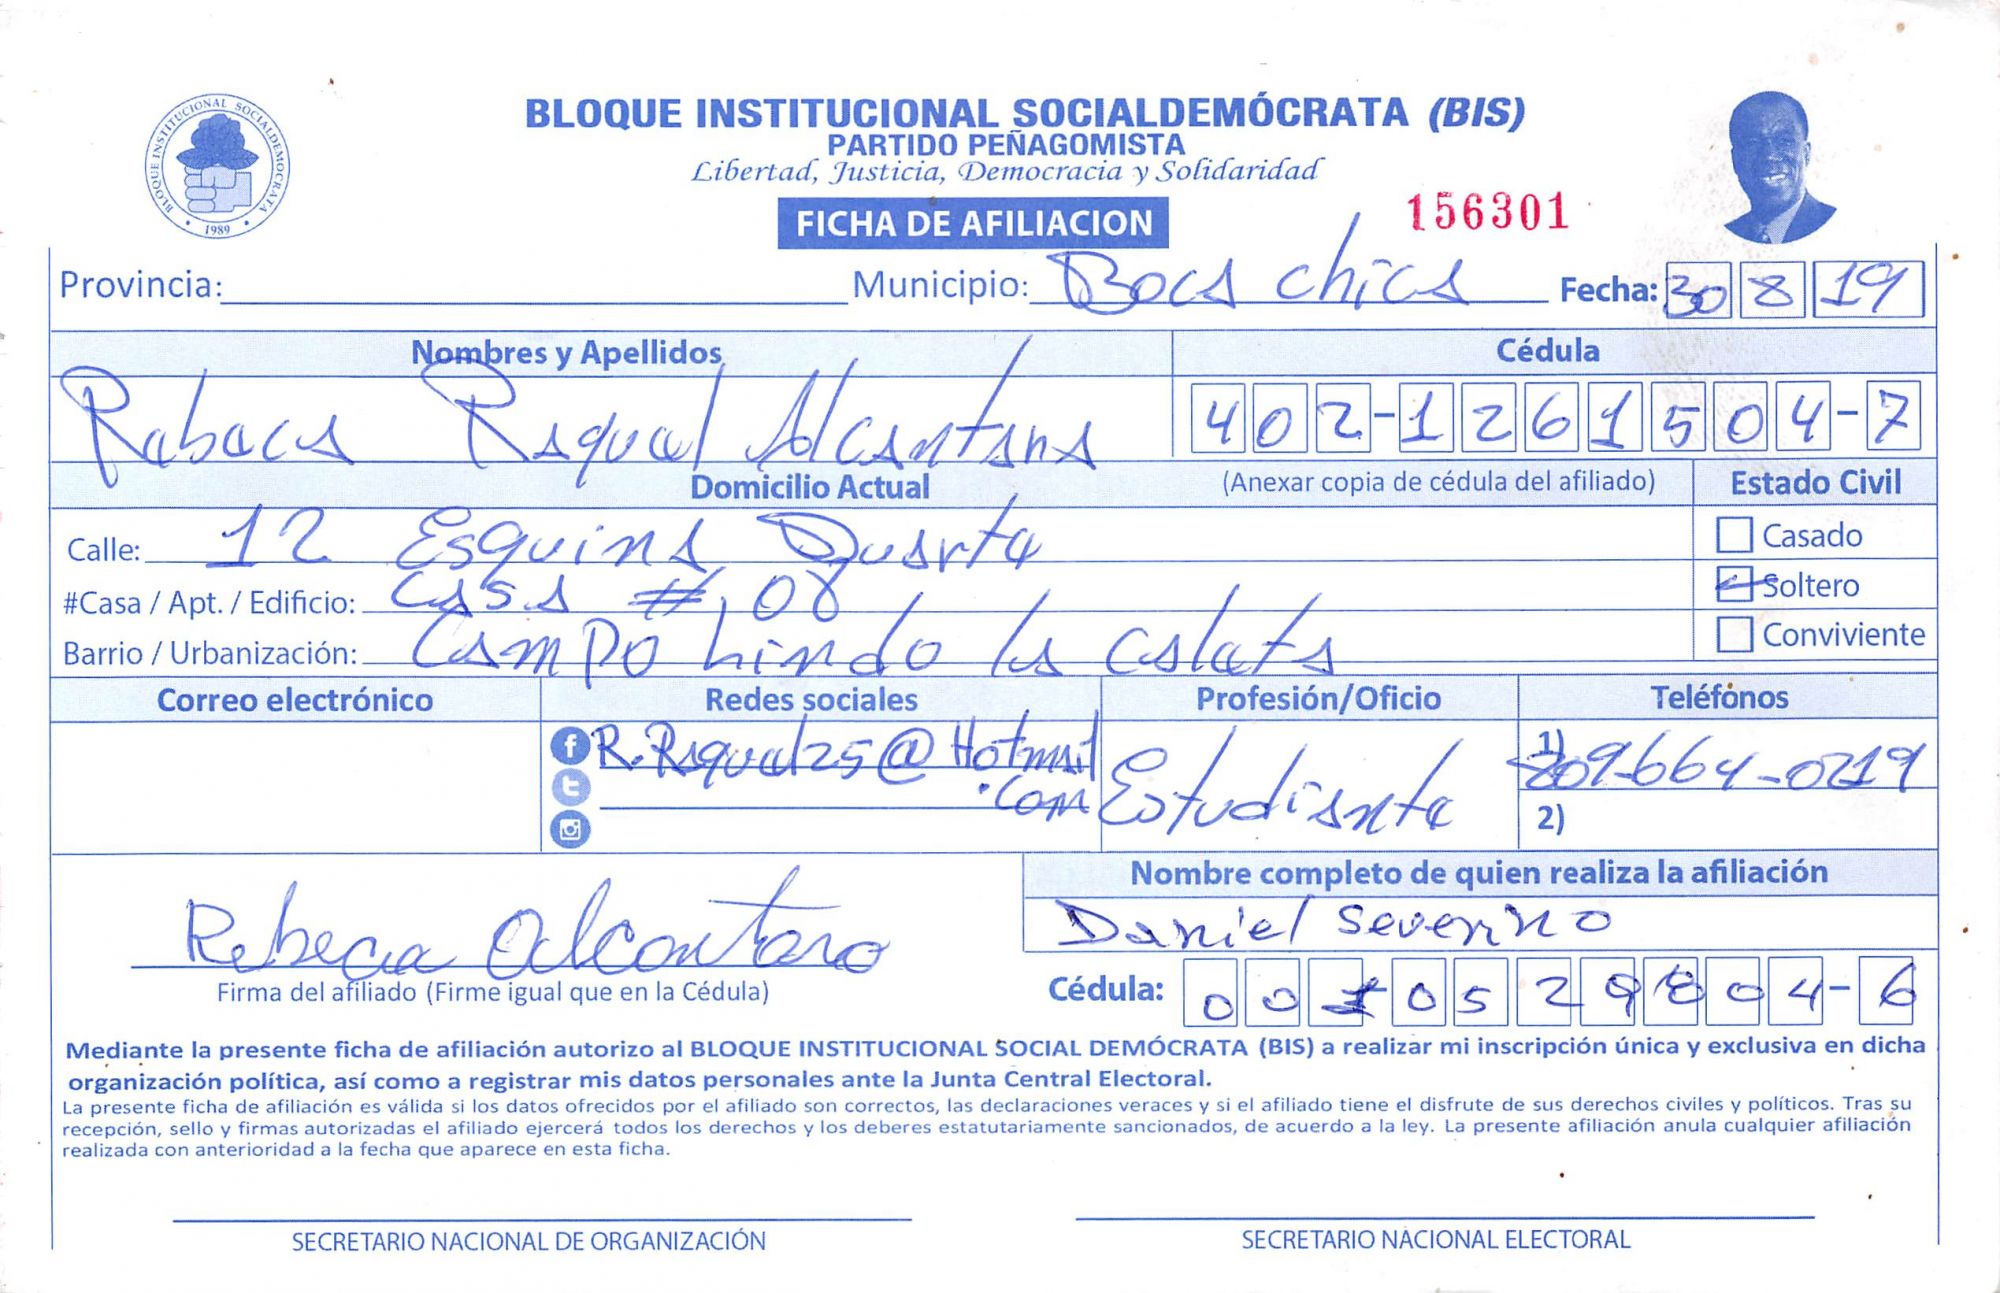 BLOQUE INSTITUCIONAL SOCIALDEMOCRATA
1989
BLOQUE INSTITUCIONAL SOCIALDEMÓCRATA (BIS)
PARTIDO PEÑAGOMISTA
Libertad, Justicia, Democracia y Solidaridad
FICHA DE AFILIACION
156301
Provincia: Municipio: Boca chica Fecha: 30 8 19
Nombres y Apellidos Cédula
Rebeca Raquel Alcantara 402-1261504-7
Domicilio Actual (Anexar copia de cédula del afiliado) Estado Civil
Calle: 12 Esquina Duarte Casado
#Casa / Apt. / Edificio: Casa # 08 Soltero
Barrio / Urbanización: Campo Lindo la caleta Conviviente
Correo electrónico Redes sociales Profesión/Oficio Teléfonos
R.Raquel25@Hotmail.com Estudiante 1) 809-664-0219
2)
Nombre completo de quien realiza la afiliación
Rebeca Alcantara Daniel Severino
Firma del afiliado (Firme igual que en la Cédula) Cédula: 0010529804-6
Mediante la presente ficha de afiliación autorizo al BLOQUE INSTITUCIONAL SOCIAL DEMÓCRATA (BIS) a realizar mi inscripción única y exclusiva en dicha
organización política, así como a registrar mis datos personales ante la Junta Central Electoral.
La presente ficha de afiliación es válida si los datos ofrecidos por el afiliado son correctos, las declaraciones veraces y si el afiliado tiene el disfrute de sus derechos civiles y políticos. Tras su
recepción, sello y firmas autorizadas el afiliado ejercerá todos los derechos y los deberes estatutariamente sancionados, de acuerdo a la ley. La presente afiliación anula cualquier afiliación
realizada con anterioridad a la fecha que aparece en esta ficha.
SECRETARIO NACIONAL DE ORGANIZACIÓN SECRETARIO NACIONAL ELECTORAL